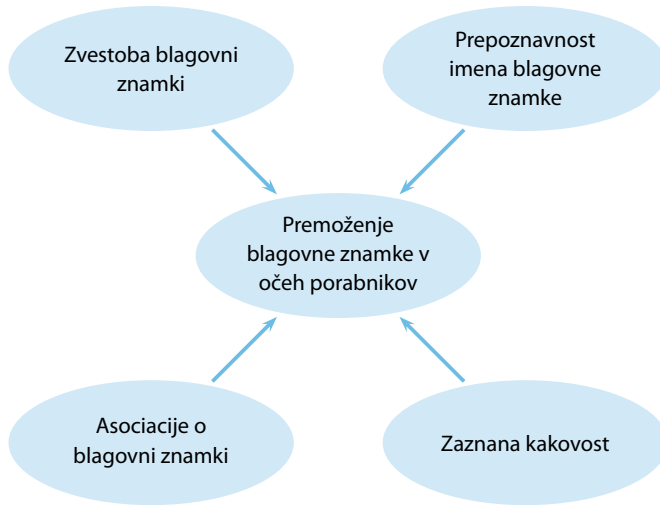 Zvestoba blagovni
znamki
Prepoznavnost
imena blagovne
znamke
Premoženje
blagovne znamke v
očeh porabnikov
Asociacije o
blagovni znamki
Zaznana kakovost